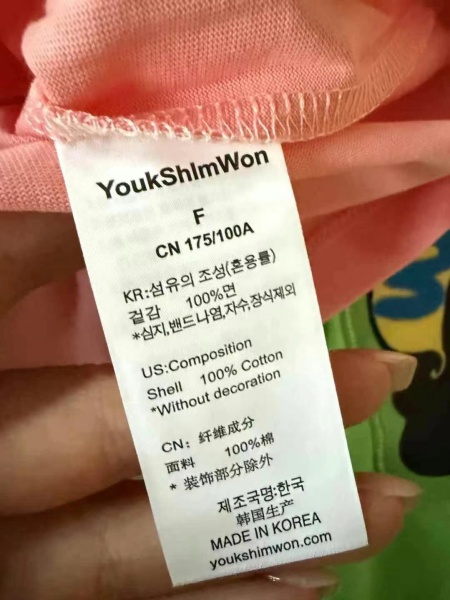 YoukShImWon
F
CN 175/100A
KR:섬유의 조성(혼용률)
겉감 100%면
*심지,밴드나염,자수,장식제외
US:Composition
Shell 100% Cotton
*Without decoration
CN: 纤维成分
面料 100%棉
* 装饰部分除外
제조국명:한국
韩国生产
MADE IN KOREA
youkshimwon.com